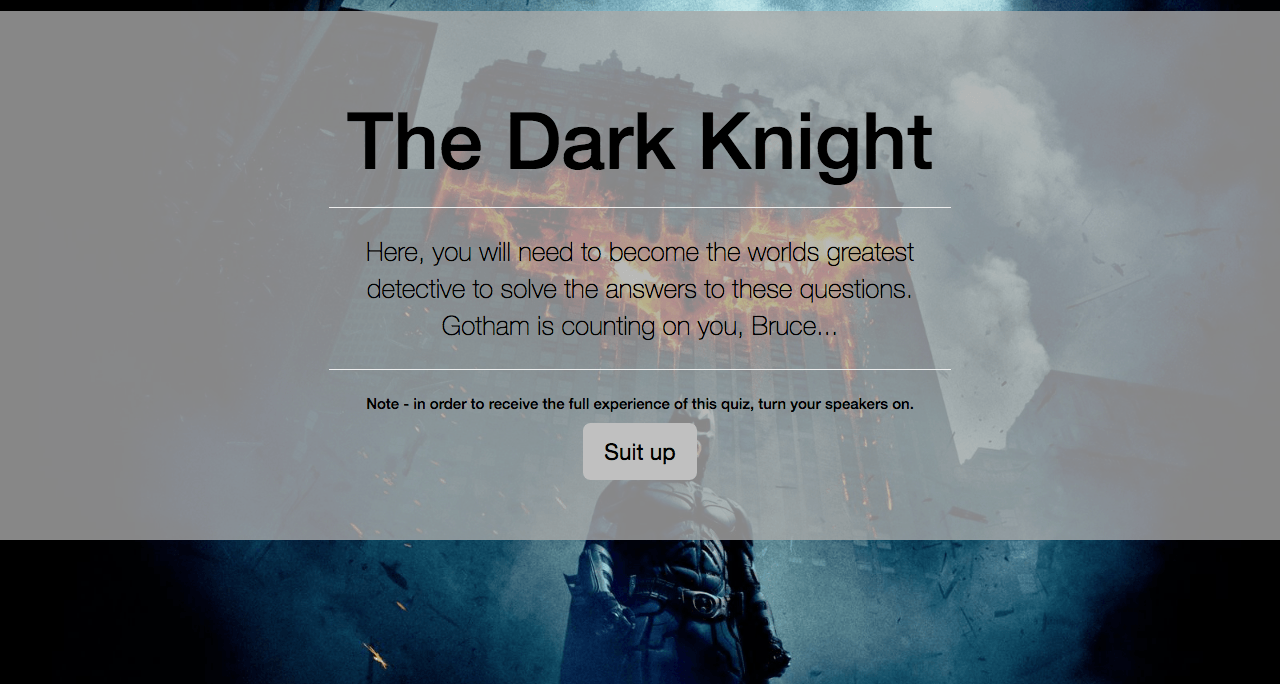 The Dark Knight
Here, you will need to become the worlds greatest
detective to solve the answers to these questions.
Gotham is counting on you, Bruce...
Note - in order to receive the full experience of this quiz, turn your speakers on.
Suit up